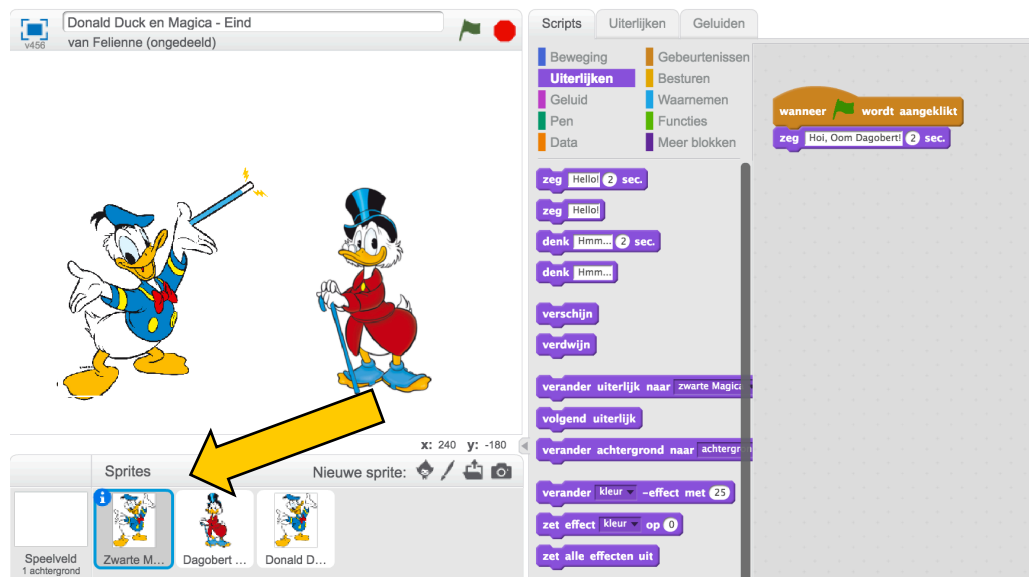 Donald Duck en Magica - Eind
van Felienne (ongedeeld)
v456
x: 240 y: -180
Sprites
Nieuwe sprite:
Speelveld
1 achtergrond
Zwarte M...
Dagobert ...
Donald D...
Scripts
Uiterlijken
Geluiden
Beweging
Gebeurtenissen
Uiterlijken
Besturen
Geluid
Waarnemen
Pen
Functies
Data
Meer blokken
zeg Hello! 2 sec.
zeg Hello!
denk Hmm... 2 sec.
denk Hmm...
verschijn
verdwijn
verander uiterlijk naar zwarte Magica
volgend uiterlijk
verander achtergrond naar achtergron
verander kleur -effect met 25
zet effect kleur op 0
zet alle effecten uit
wanneer wordt aangeklikt
zeg Hoi, Oom Dagobert! 2 sec.